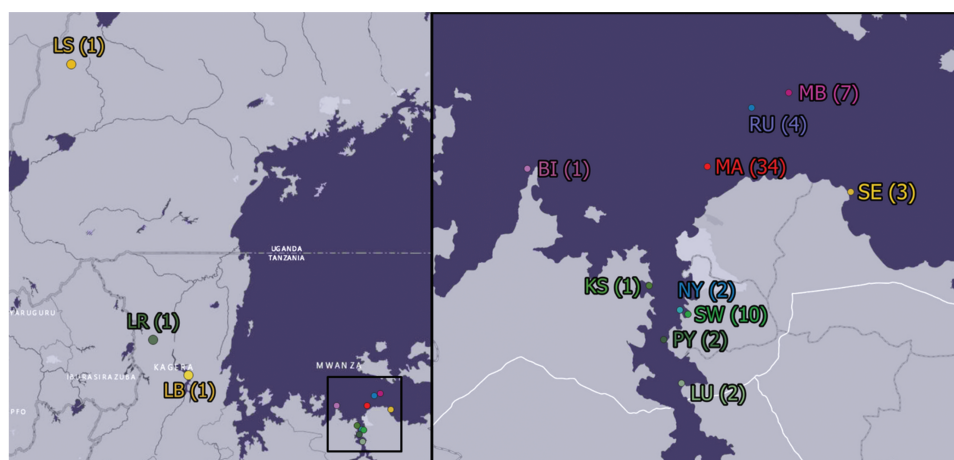 LS (1)
UGANDA
TANZANIA
LR (1)
KAGERA
LB (1)
MWANZA
PFO
MB (7)
RU (4)
BI (1)
MA (34)
SE (3)
KS (1)
NY (2)
SW (10)
PY (2)
LU (2)